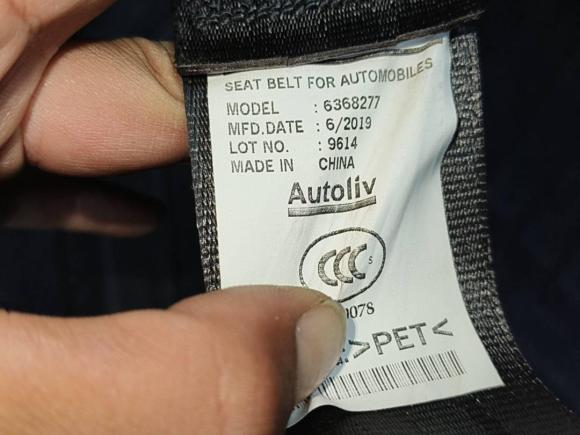 SEAT BELT FOR AUTOMOBILES
MODEL : 6368277
MFD.DATE : 6/2019
LOT NO. : 9614
MADE IN CHINA
Autoliv
CCC S
0078
>PET<